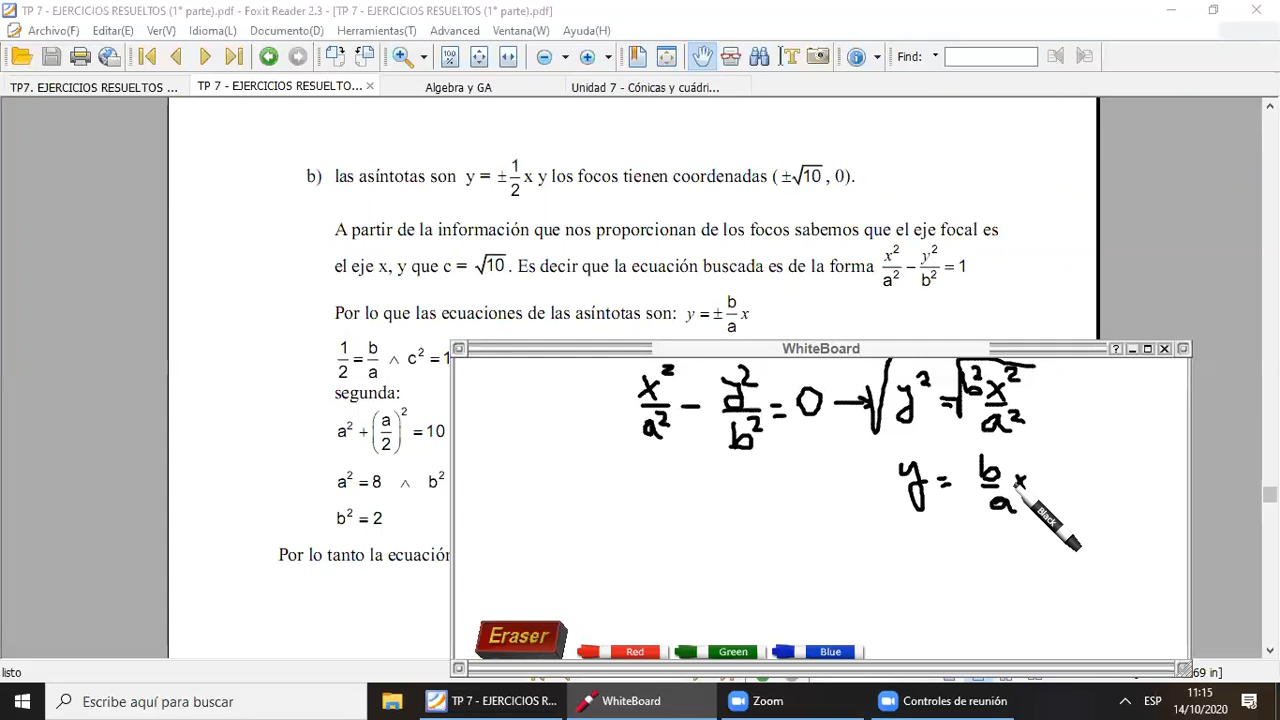 TP 7 - EJERCICIOS RESUELTOS (1° parte).pdf - Foxit Reader 2.3 - [TP 7 - EJERCICIOS RESUELTOS (1° parte).pdf]
Archivo(F) Editar(E) Ver(V) Idioma(L) Documento(D) Herramientas(T) Advanced Ventana(W) Ayuda(H)
Find:
TP7. EJERCICIOS RESUELTOS ... TP 7 - EJERCICIOS RESUELTO... Algebra y GA Unidad 7 - Cónicas y cuádri...
b) las asíntotas son y = ± 1/2 x y los focos tienen coordenadas ( ±√10 , 0).
A partir de la información que nos proporcionan de los focos sabemos que el eje focal es
el eje x, y que c = √10 . Es decir que la ecuación buscada es de la forma x²/a² − y²/b² = 1
Por lo que las ecuaciones de las asíntotas son: y = ± b/a x
1/2 = b/a ∧ c² = 1
segunda:
a² + (a/2)² = 10
a² = 8 ∧ b²
b² = 2
Por lo tanto la ecuación
WhiteBoard
x²/a² − y²/b² = 0 → √y² = √b² x²/a²
y = b/a x
Black
Eraser Red Green Blue
listo 69 in]
Escribe aquí para buscar TP 7 - EJERCICIOS R... WhiteBoard Zoom Controles de reunión ESP 11:15
14/10/2020